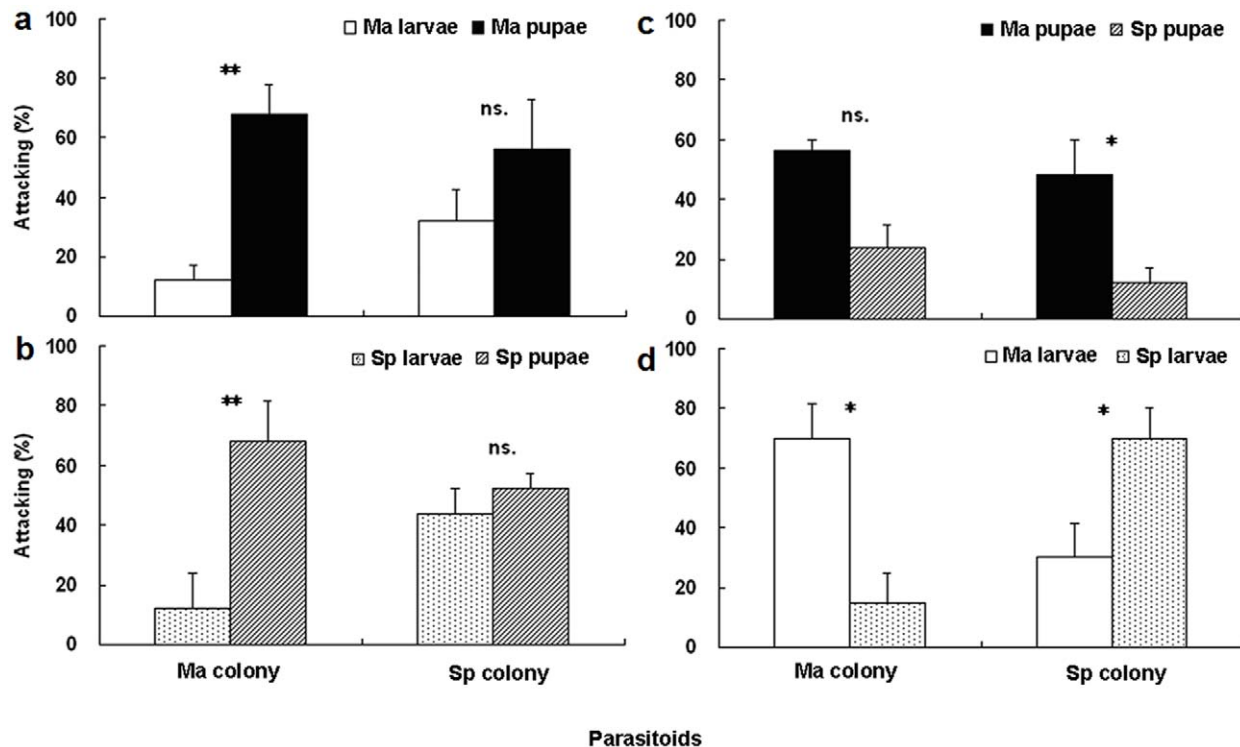 a
Ma larvae Ma pupae
100
80
60
40
20
0
Attacking (%)
**
ns.
c
Ma pupae Sp pupae
100
80
60
40
20
0
ns.
*
b
Sp larvae Sp pupae
100
80
60
40
20
0
Attacking (%)
**
ns.
Ma colony Sp colony
d
Ma larvae Sp larvae
100
80
60
40
20
0
*
*
Ma colony Sp colony
Parasitoids